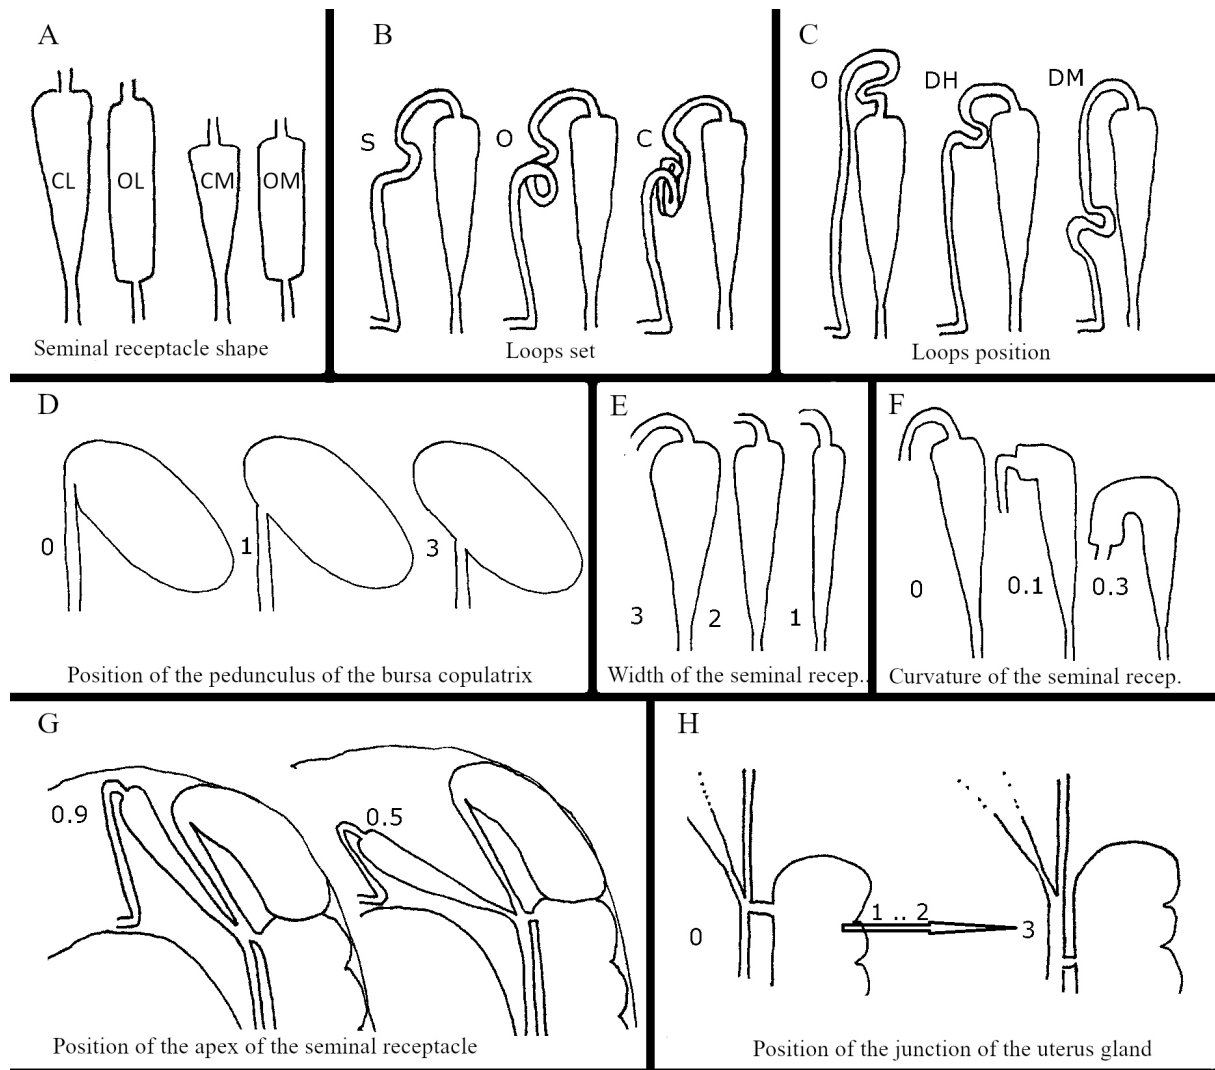 A
CL
OL
CM
OM
Seminal receptacle shape
B
S
O
C
Loops set
C
O
DH
DM
Loops position
D
0
1
3
Position of the pedunculus of the bursa copulatrix
E
3
2
1
Width of the seminal recep..
F
0
0.1
0.3
Curvature of the seminal recep.
G
0.9
0.5
Position of the apex of the seminal receptacle
H
0
1 .. 2
3
Position of the junction of the uterus gland